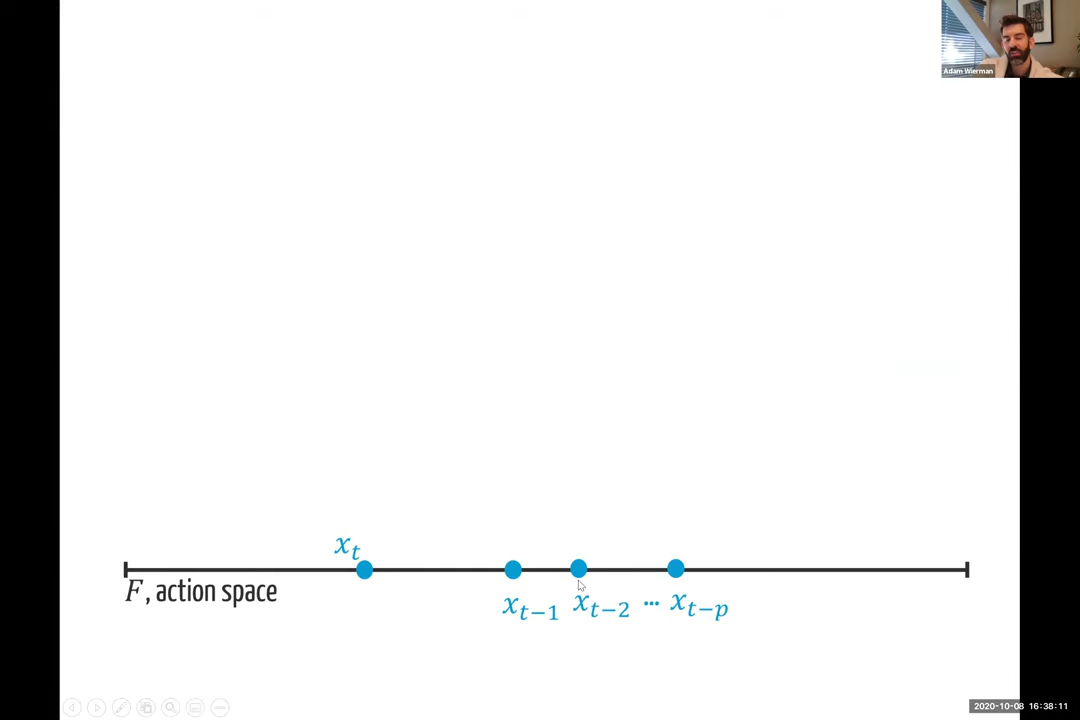 Adam Wierman
x_t
F, action space
x_{t-1} x_{t-2} ... x_{t-p}
2020-10-08 16:38:11